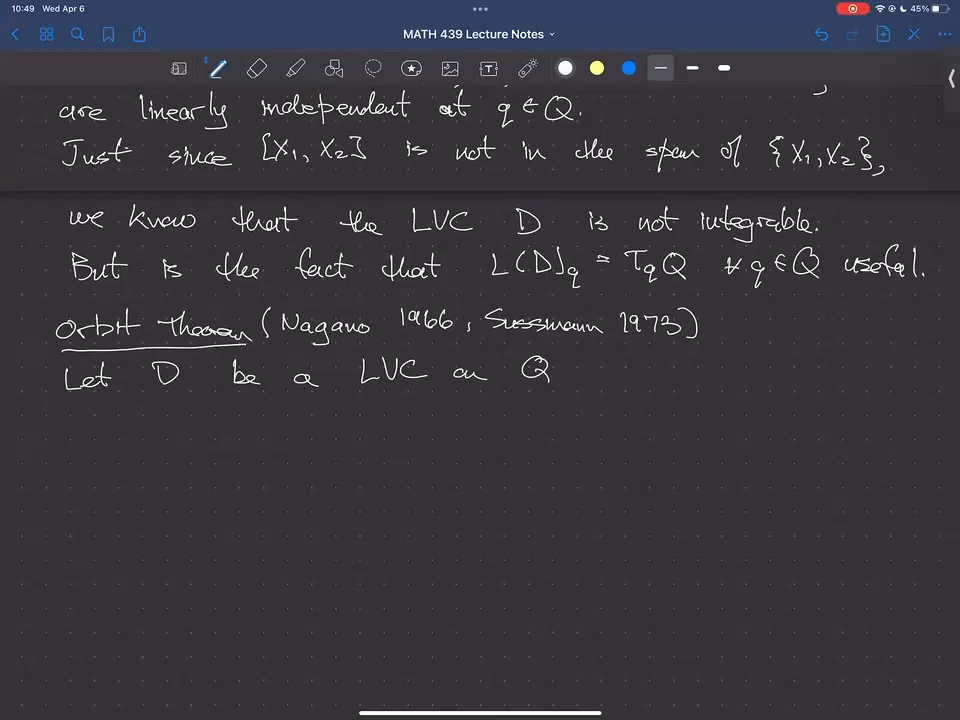 10:49 Wed Apr 6
45%
MATH 439 Lecture Notes
are linearly independent at q ∈ Q.
Just since [X1, X2] is not in the span of {X1, X2},
we know that the LVC D is not integrable.
But is the fact that L(D)q = TqQ ∀ q ∈ Q useful.
Orbit Theorem (Nagano 1966, Sussmann 1973)
Let D be a LVC on Q